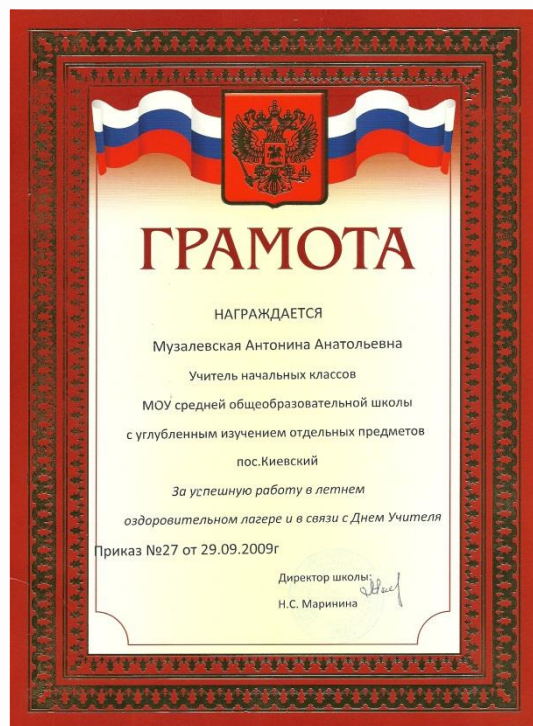 ГРАМОТА
НАГРАЖДАЕТСЯ
Музалевская Антонина Анатольевна
Учитель начальных классов
МОУ средней общеобразовательной школы
с углубленным изучением отдельных предметов
пос.Киевский
За успешную работу в летнем
оздоровительном лагере и в связи с Днем Учителя
Приказ №27 от 29.09.2009г
Директор школы:
Н.С. Маринина